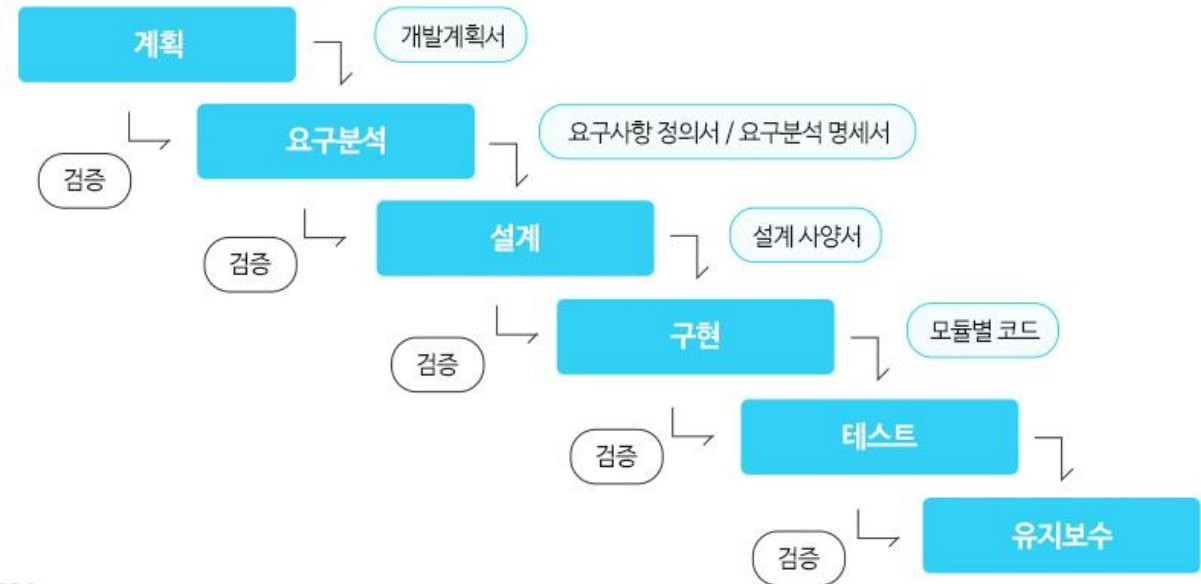 계획
개발계획서
요구분석
요구사항 정의서 / 요구분석 명세서
검증
설계
설계 사양서
검증
구현
모듈별 코드
검증
테스트
검증
유지보수
검증